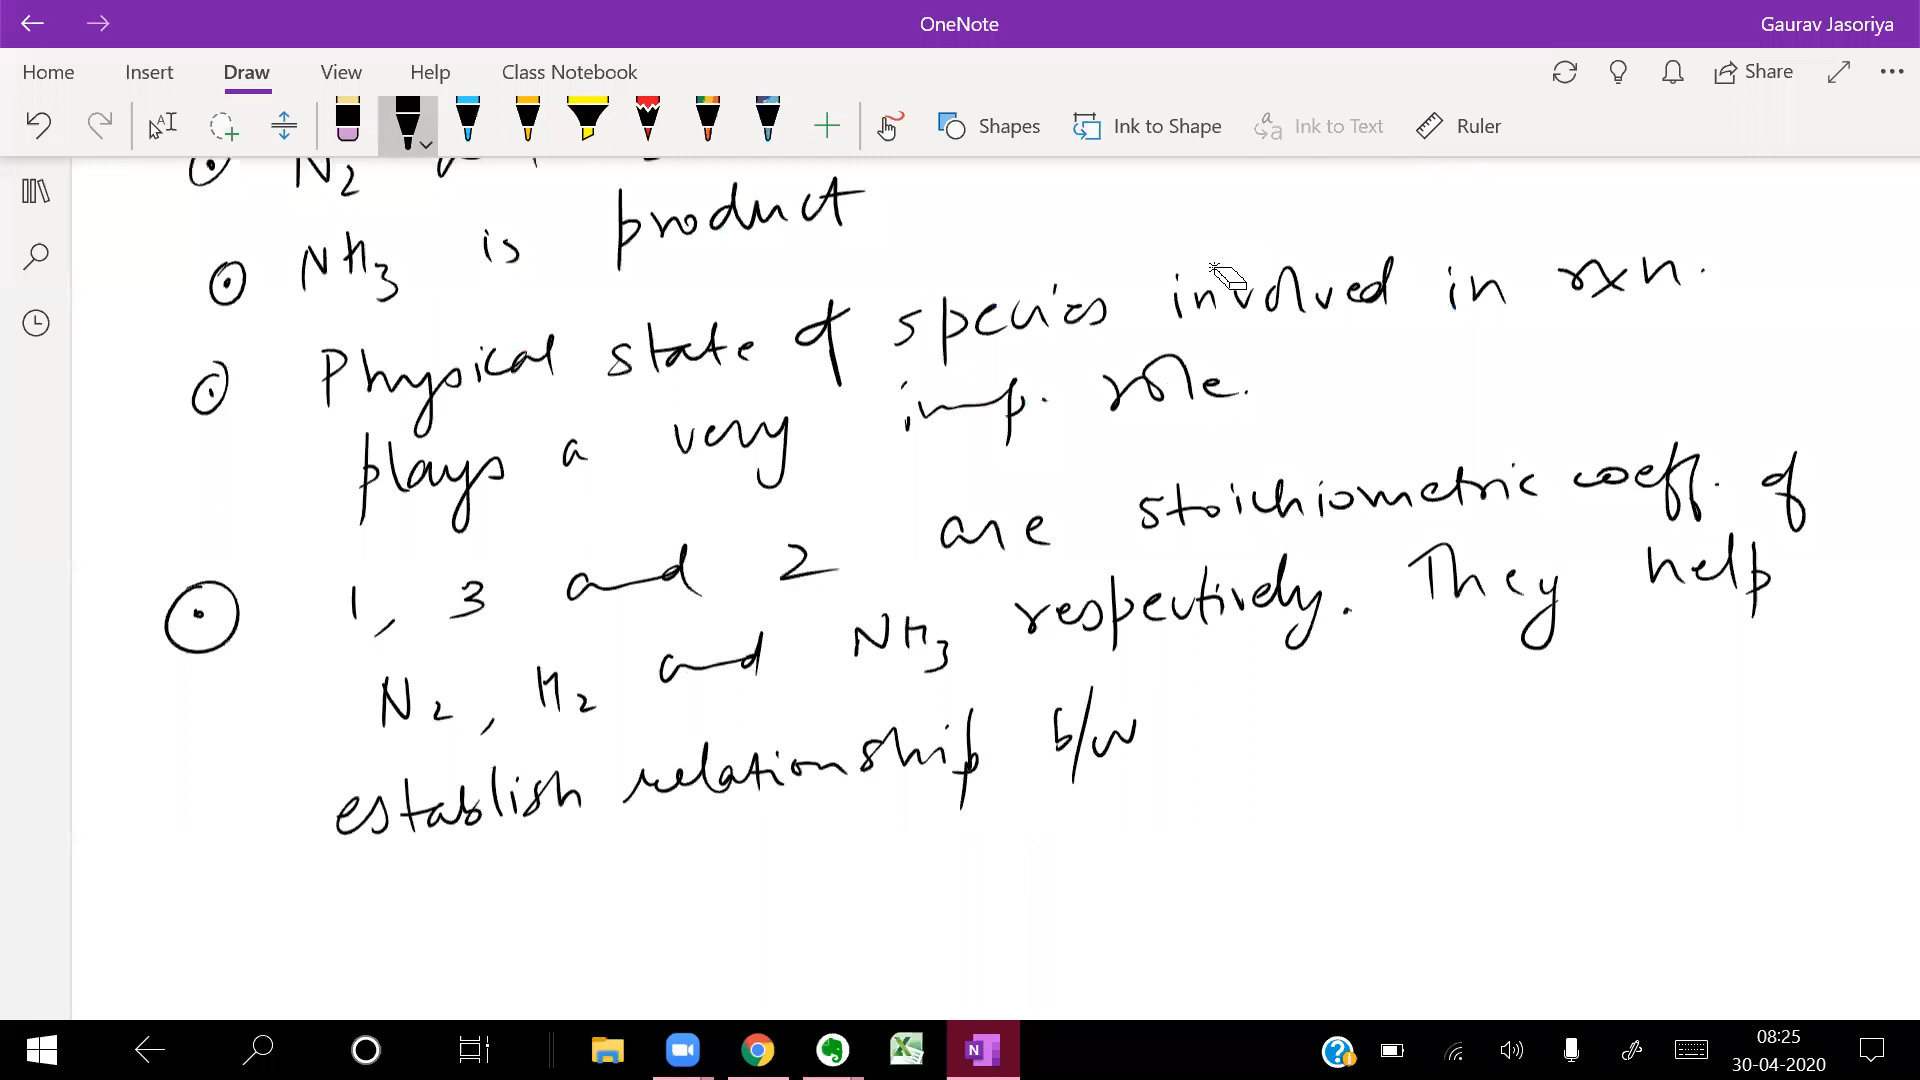 OneNote
Gaurav Jasoriya
Home Insert Draw View Help Class Notebook
Share
Shapes Ink to Shape Ink to Text Ruler
N2
NH3 is product
Physical state of species involved in rxn.
plays a very imp. role.
1, 3 and 2 are stoichiometric coeff. of
N2, H2 and NH3 respectively. They help
establish relationship b/w
08:25
30-04-2020